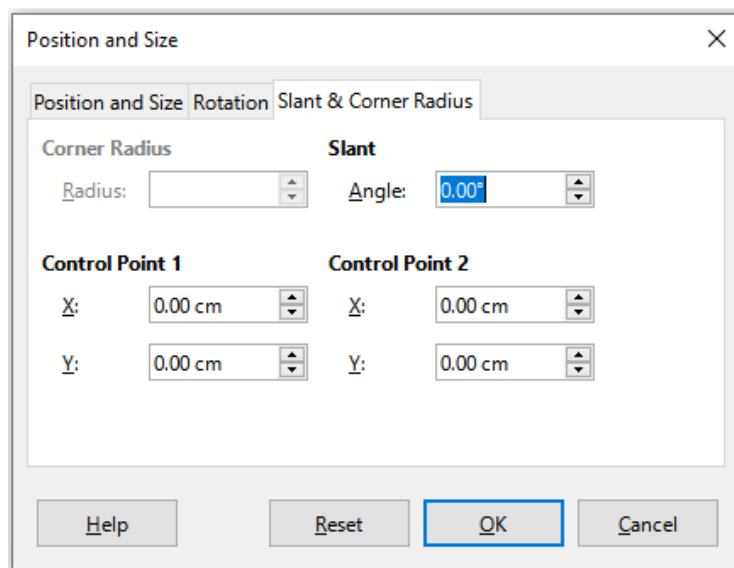 Position and Size
Position and Size Rotation Slant & Corner Radius
Corner Radius Slant
Radius: Angle: 0.00°
Control Point 1 Control Point 2
X: 0.00 cm X: 0.00 cm
Y: 0.00 cm Y: 0.00 cm
Help Reset OK Cancel